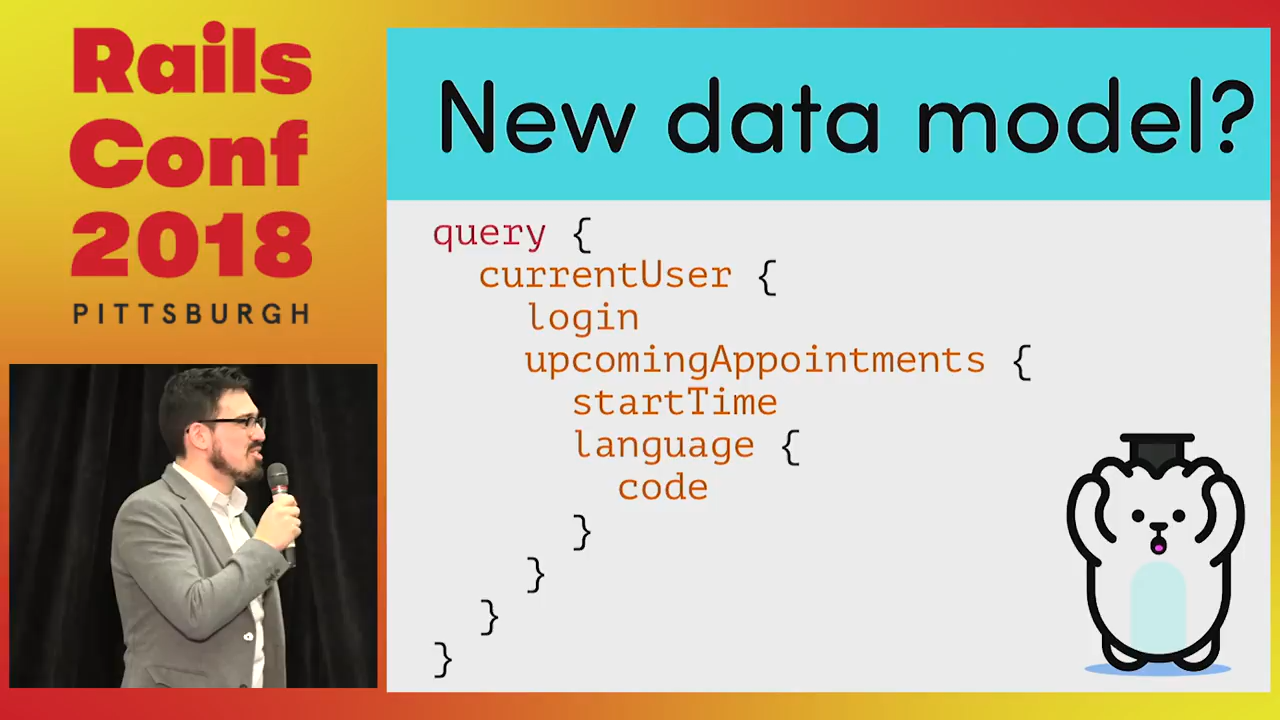 Rails
Conf
2018
PITTSBURGH
New data model?
query {
  currentUser {
    login
    upcomingAppointments {
      startTime
      language {
        code
      }
    }
  }
}